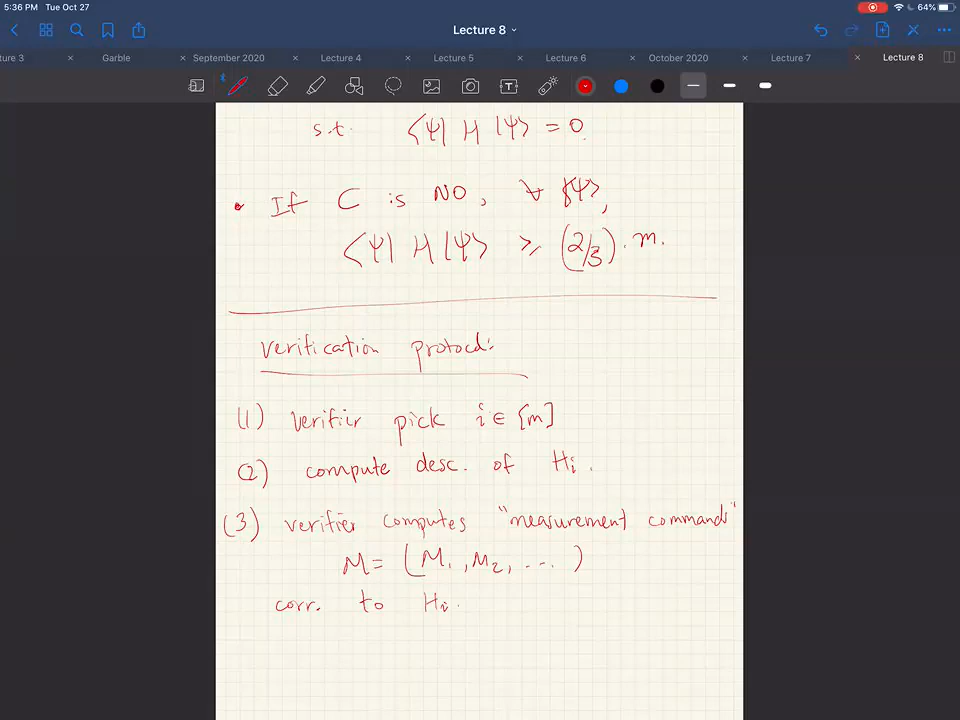 5:36 PM Tue Oct 27
64%
Lecture 8
ture 3
Garble
September 2020
Lecture 4
Lecture 5
Lecture 6
October 2020
Lecture 7
Lecture 8
s.t. ⟨Ψ| H |Ψ⟩ = 0.
• If C is NO, ∀ |Ψ⟩,
⟨Ψ| H |Ψ⟩ ≥ (2/3) · m.
verification protocol:
(1) verifier pick i ∈ [m]
(2) compute desc. of Hi.
(3) verifier computes "measurement commands"
M = (M1, M2, ... )
corr. to Hi.